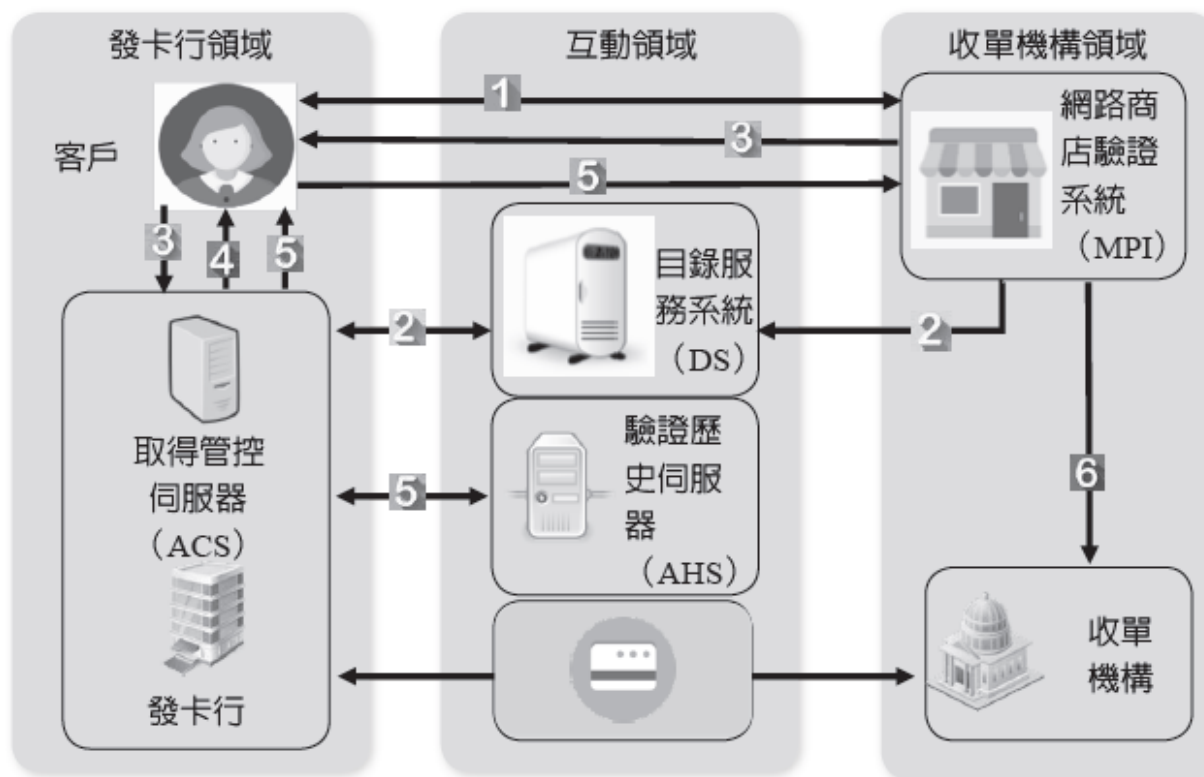 發卡行領域
互動領域
收單機構領域
客戶
1
3
5
網路商
店驗證
系統
（MPI）
3
4
5
目錄服
務系統
（DS）
2
2
取得管控
伺服器
（ACS）
驗證歷
史伺服
器
（AHS）
5
6
發卡行
收單
機構